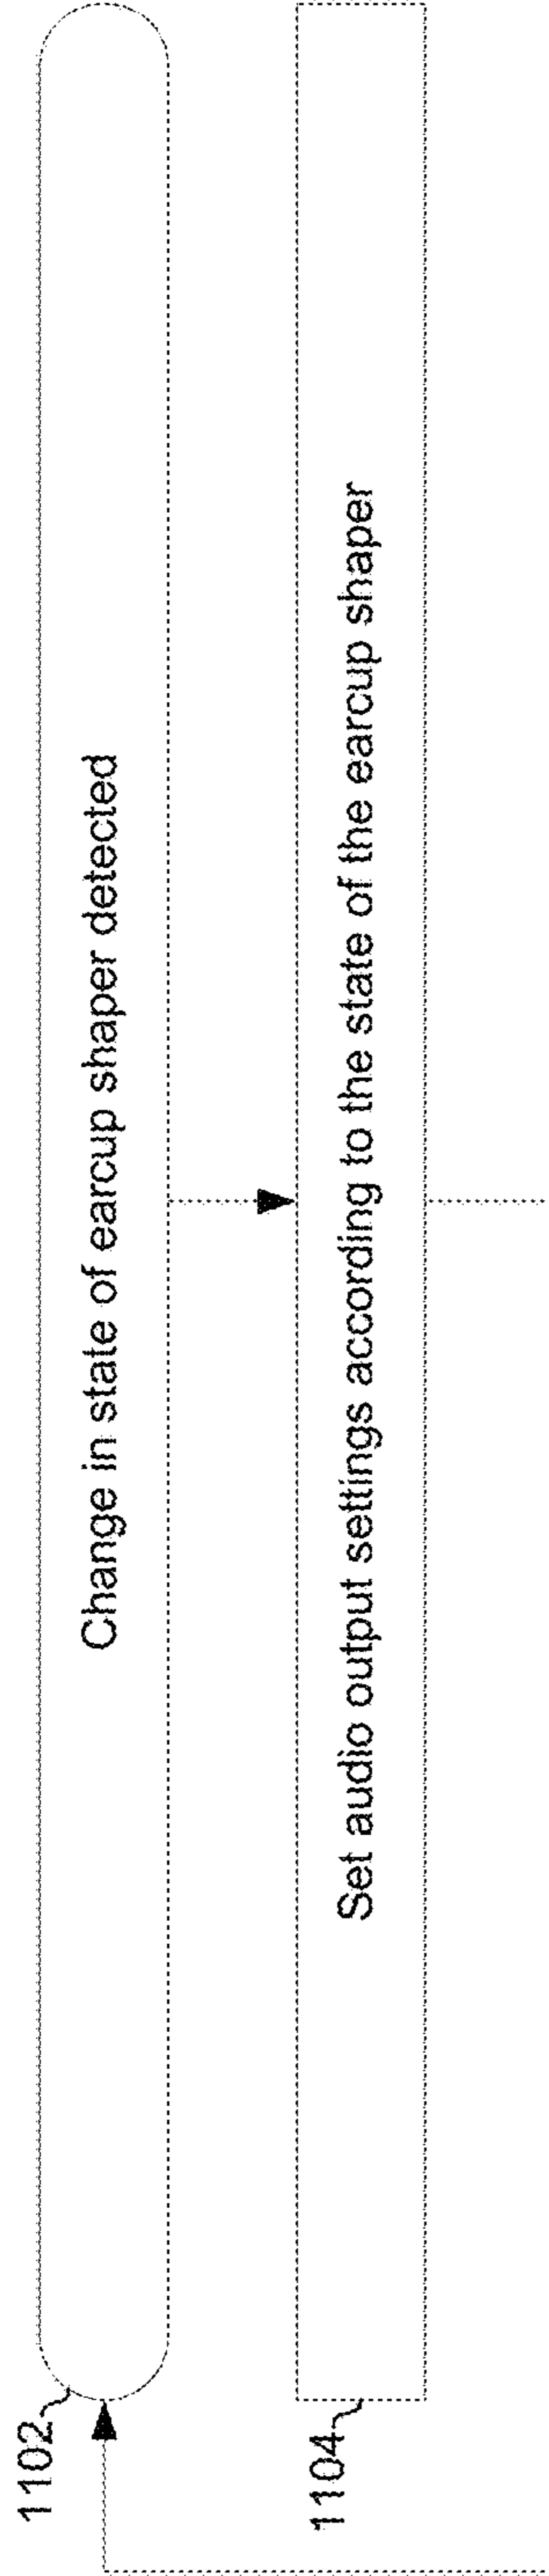 1102
Change in state of earcup shaper detected
1104
Set audio output settings according to the state of the earcup shaper